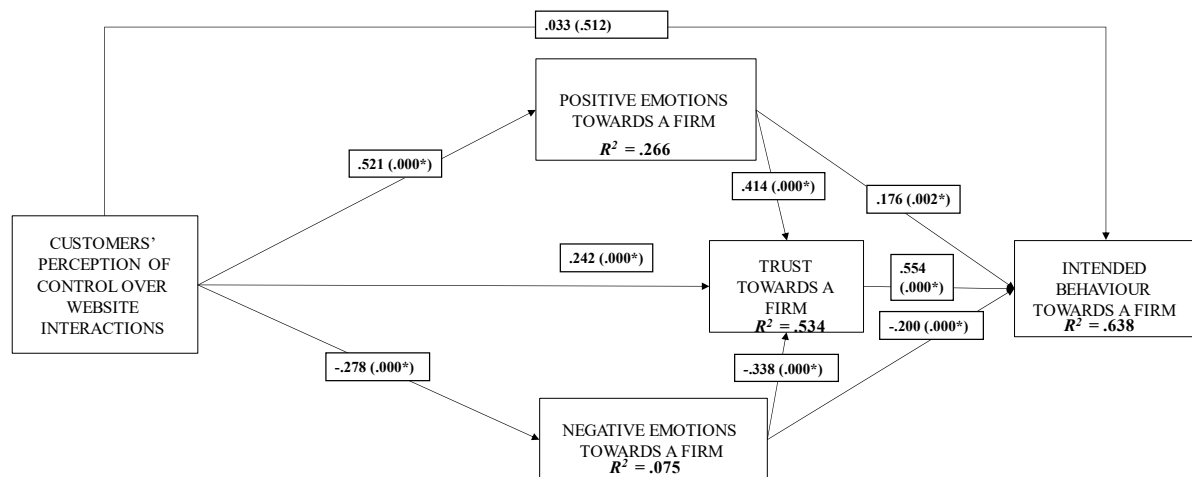 .033 (.512)
POSITIVE EMOTIONS
TOWARDS A FIRM
R² = .266
.521 (.000*)
.414 (.000*)
.176 (.002*)
CUSTOMERS’
PERCEPTION OF
CONTROL OVER
WEBSITE
INTERACTIONS
.242 (.000*)
TRUST
TOWARDS A
FIRM
R² = .534
.554
(.000*)
INTENDED
BEHAVIOUR
TOWARDS A FIRM
R² = .638
-.278 (.000*)
-.338 (.000*)
-.200 (.000*)
NEGATIVE EMOTIONS
TOWARDS A FIRM
R² = .075